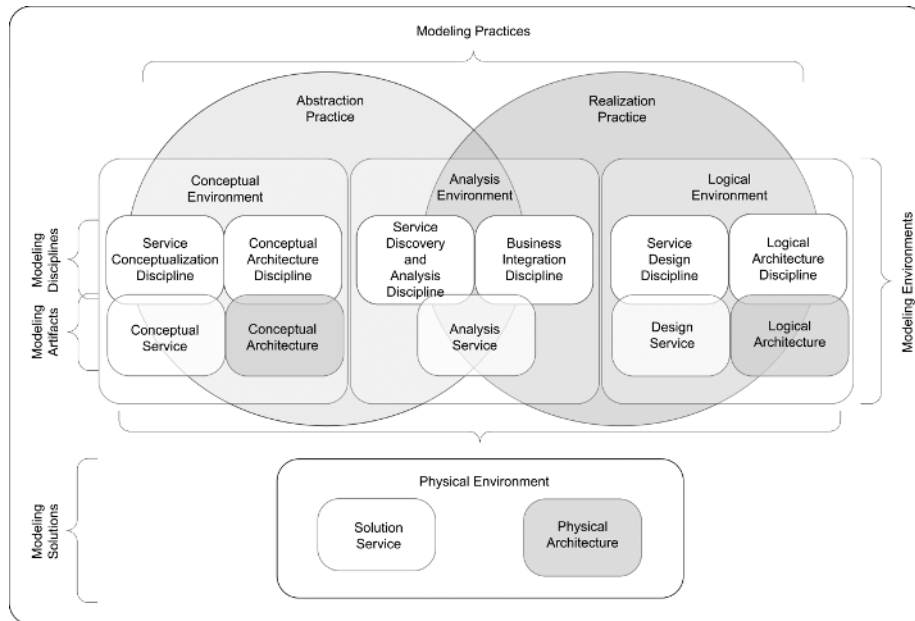 Modeling Practices
Abstraction
Practice
Realization
Practice
Conceptual
Environment
Analysis
Environment
Logical
Environment
Modeling
Disciplines
Service
Conceptualization
Discipline
Conceptual
Architecture
Discipline
Service
Discovery
and
Analysis
Discipline
Business
Integration
Discipline
Service
Design
Discipline
Logical
Architecture
Discipline
Modeling
Artifacts
Conceptual
Service
Conceptual
Architecture
Analysis
Service
Design
Service
Logical
Architecture
Modeling Environments
Modeling
Solutions
Physical Environment
Solution
Service
Physical
Architecture